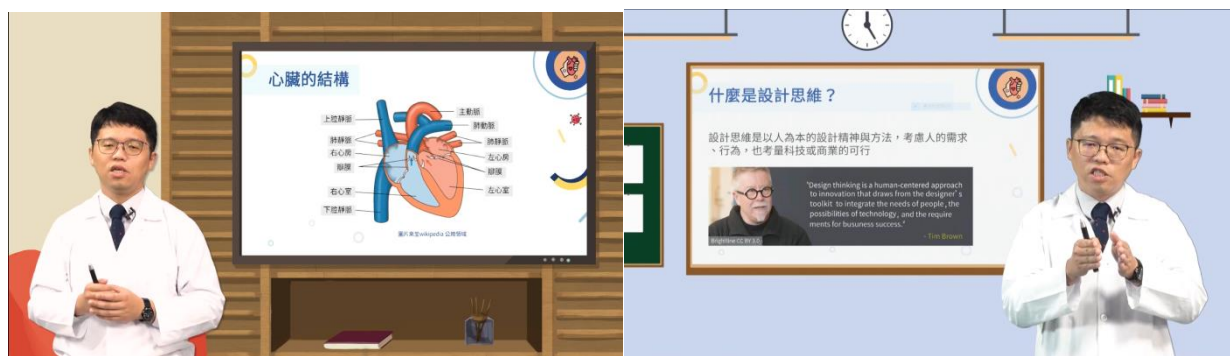 心臟的結構
主動脈
上腔靜脈
肺動脈
肺靜脈
肺靜脈
右心房
左心房
瓣膜
瓣膜
右心室
左心室
下腔靜脈
圖片來至wikipedia 公眾領域
什麼是設計思維？
設計思維是以人為本的設計精神與方法，考慮人的需求
、行為，也考量科技或商業的可行
"Design thinking is a human-centered approach
to innovation that draws from the designer's
toolkit to integrate the needs of people, the
possibilities of technology, and the require
ments for busuness success."
- Tim Brown
Brightline CC BY 3.0